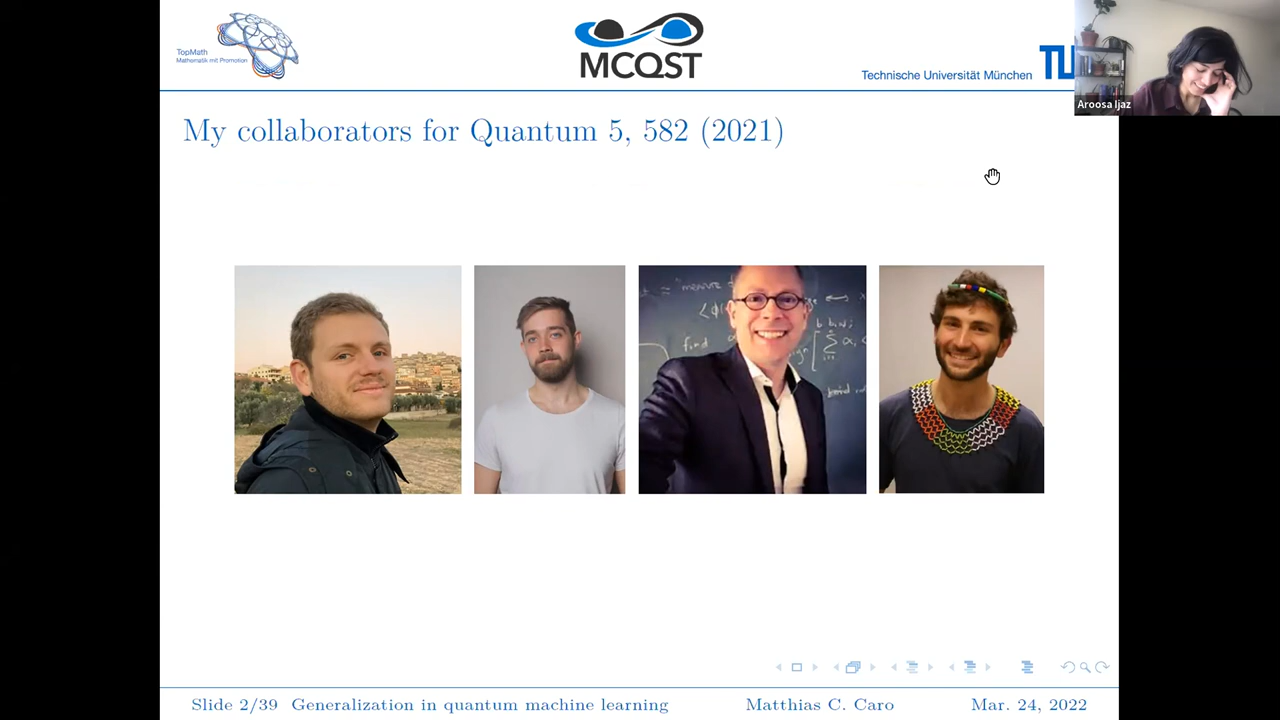 TopMath
Mathematik mit Promotion
MCQST
Technische Universität München
TU
Aroosa Ijaz
My collaborators for Quantum 5, 582 (2021)
find
Slide 2/39 Generalization in quantum machine learning Matthias C. Caro Mar. 24, 2022